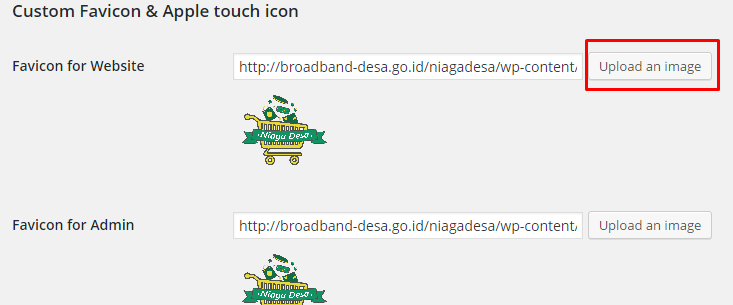 Custom Favicon & Apple touch icon
Favicon for Website
http://broadband-desa.go.id/niagadesa/wp-content/
Upload an image
Niaga Desa
Favicon for Admin
http://broadband-desa.go.id/niagadesa/wp-content/
Upload an image
Niaga Desa